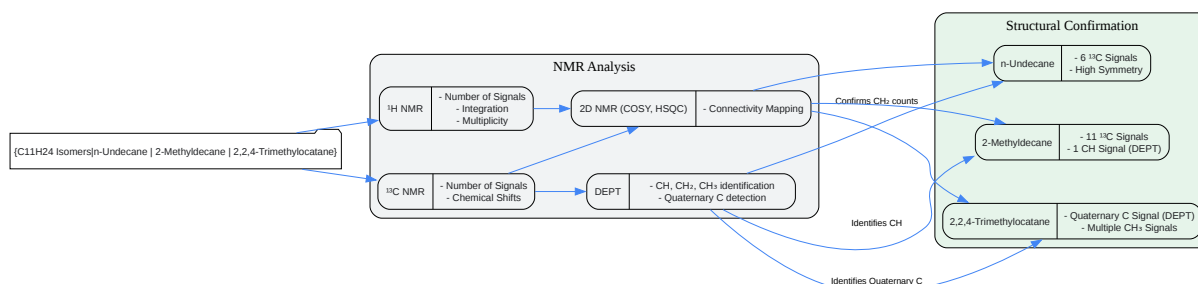 {C11H24 Isomers|n-Undecane | 2-Methyldecane | 2,2,4-Trimethylocatane}
NMR Analysis
¹H NMR
- Number of Signals
- Integration
- Multiplicity
2D NMR (COSY, HSQC)
- Connectivity Mapping
¹³C NMR
- Number of Signals
- Chemical Shifts
DEPT
- CH, CH₂, CH₃ identification
- Quaternary C detection
Confirms CH₂ counts
Identifies CH
Identifies Quaternary C
Structural Confirmation
n-Undecane
- 6 ¹³C Signals
- High Symmetry
2-Methyldecane
- 11 ¹³C Signals
- 1 CH Signal (DEPT)
2,2,4-Trimethylocatane
- Quaternary C Signal (DEPT)
- Multiple CH₃ Signals